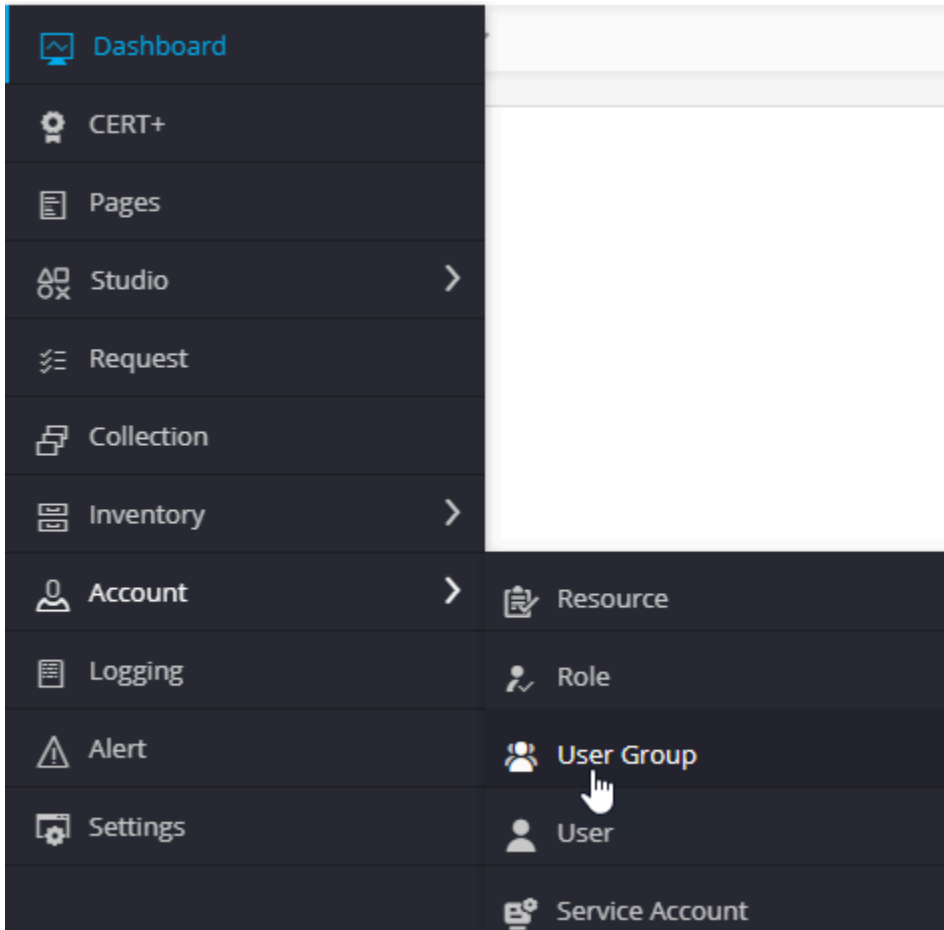 Dashboard
CERT+
Pages
Studio
Request
Collection
Inventory
Account
Logging
Alert
Settings
Resource
Role
User Group
User
Service Account